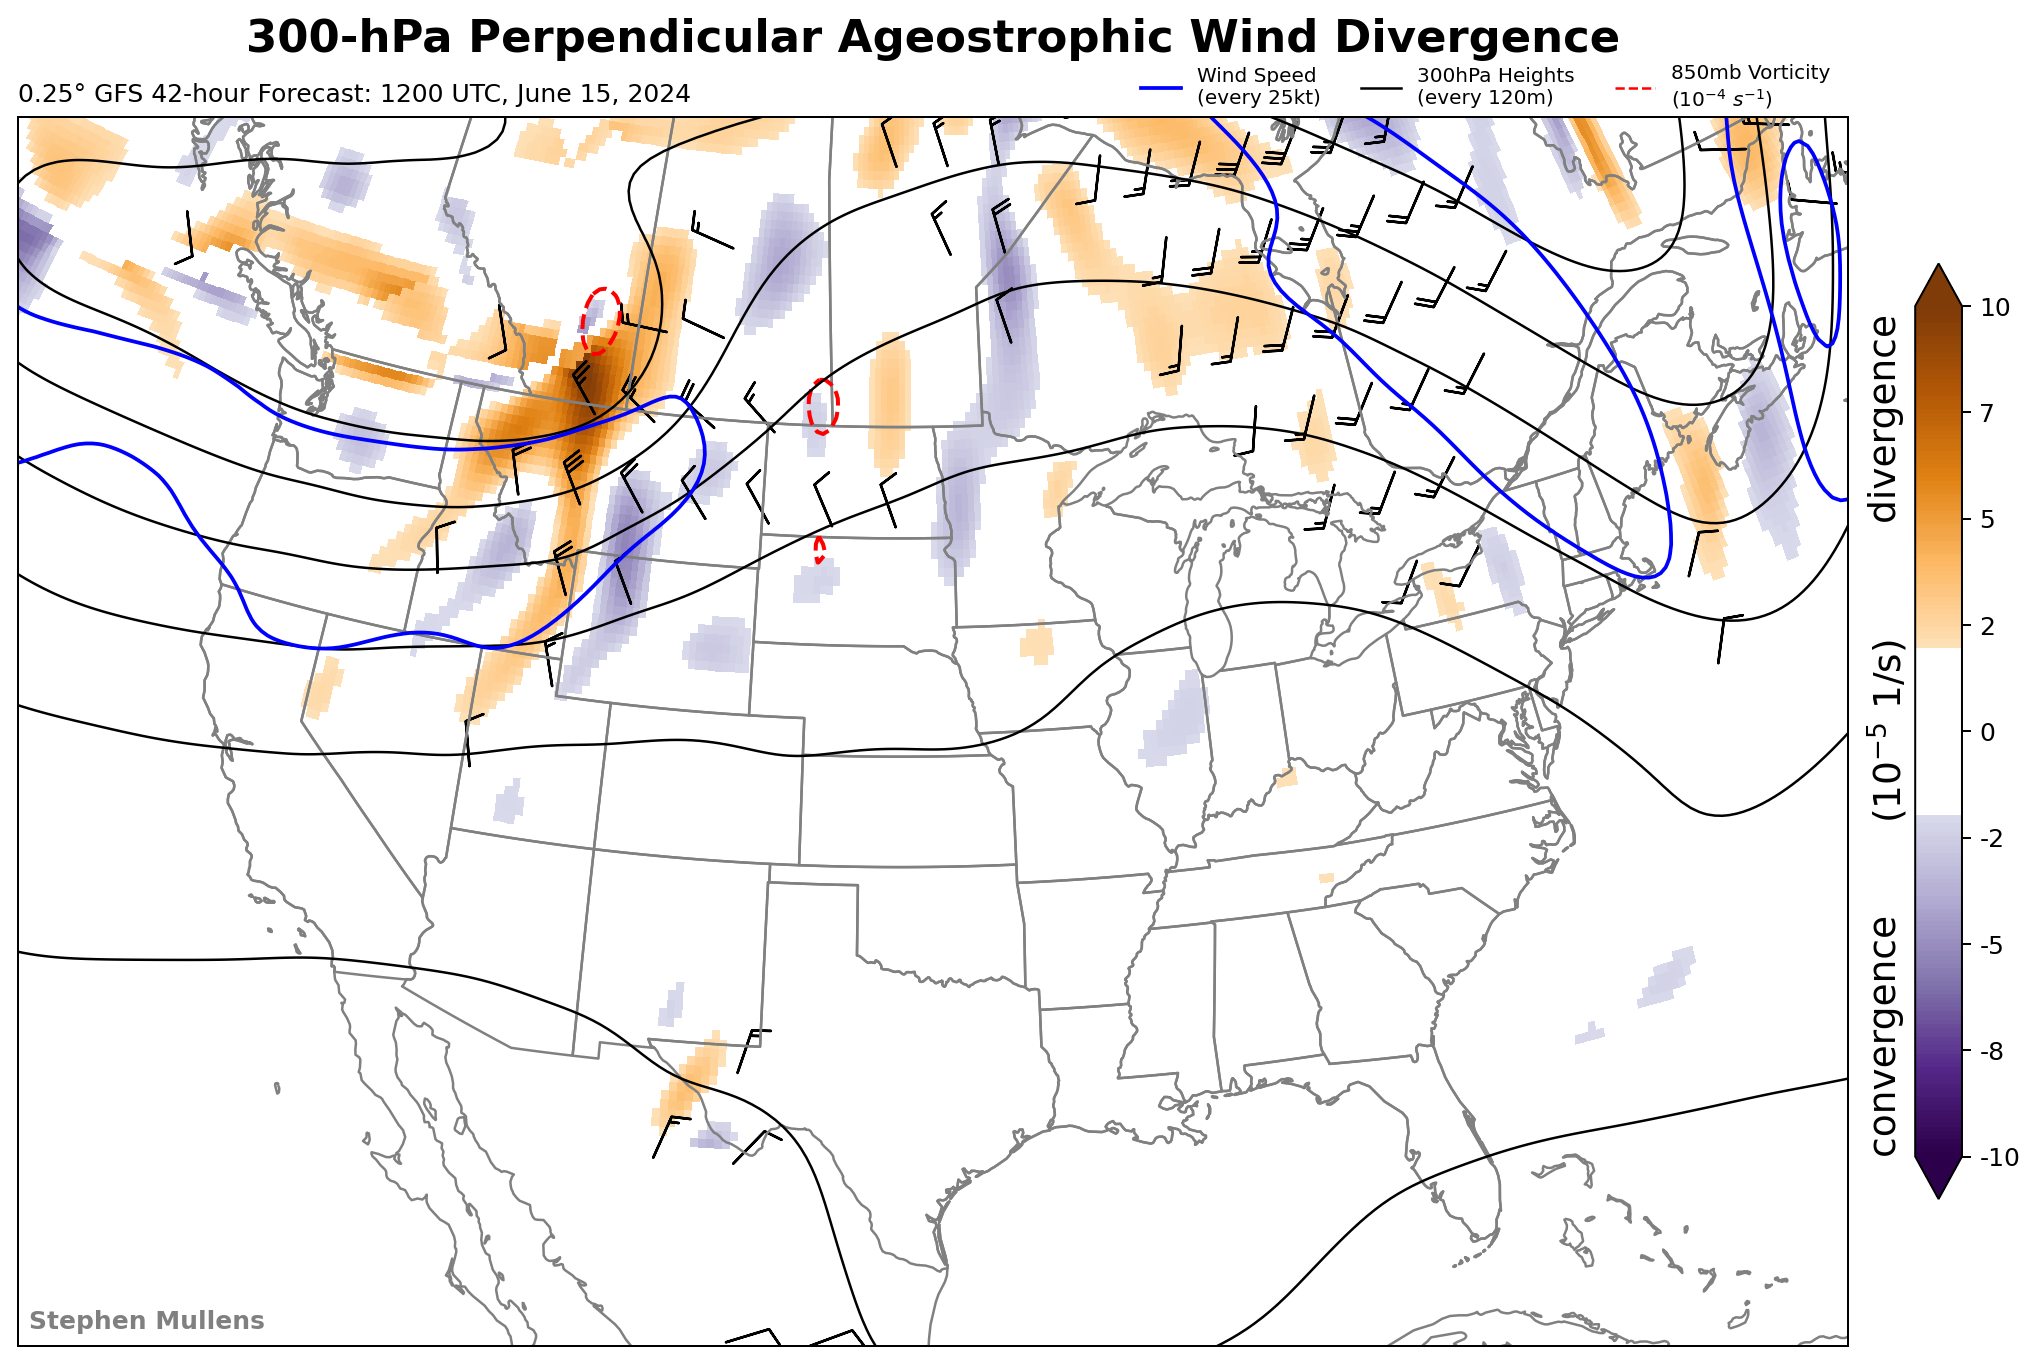 300-hPa Perpendicular Ageostrophic Wind Divergence
0.25° GFS 42-hour Forecast: 1200 UTC, June 15, 2024
Wind Speed
(every 25kt)
300hPa Heights
(every 120m)
850mb Vorticity
(10⁻⁴ s⁻¹)
10
7
5
2
0
-2
-5
-8
-10
convergence (10⁻⁵ 1/s) divergence
Stephen Mullens